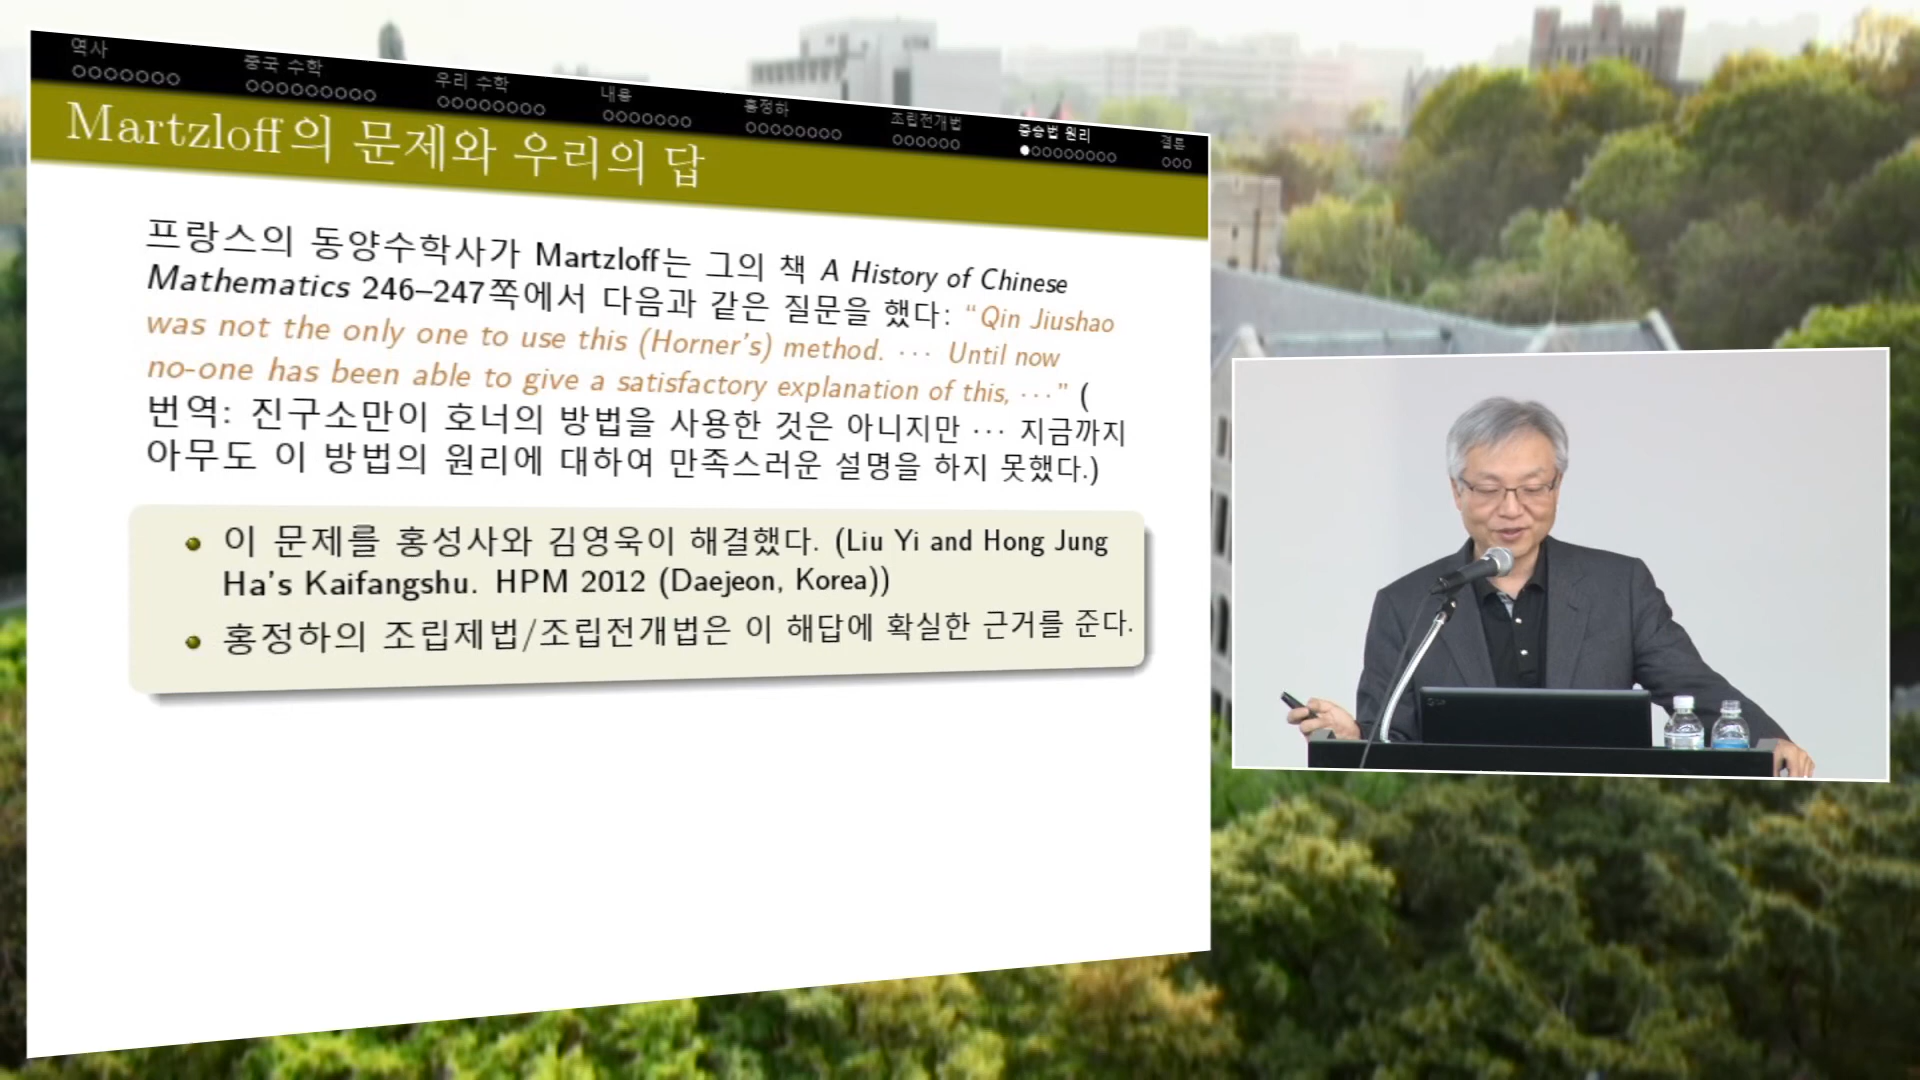 역사
중국 수학
우리 수학
내용
홍정하
조립전개법
증승법 원리
결론
Martzloff의 문제와 우리의 답
프랑스의 동양수학사가 Martzloff는 그의 책 A History of Chinese
Mathematics 246–247쪽에서 다음과 같은 질문을 했다: “Qin Jiushao
was not the only one to use this (Horner’s) method. ··· Until now
no-one has been able to give a satisfactory explanation of this, ···” (
번역: 진구소만이 호너의 방법을 사용한 것은 아니지만 ··· 지금까지
아무도 이 방법의 원리에 대하여 만족스러운 설명을 하지 못했다.)
이 문제를 홍성사와 김영욱이 해결했다. (Liu Yi and Hong Jung
Ha’s Kaifangshu. HPM 2012 (Daejeon, Korea))
홍정하의 조립제법/조립전개법은 이 해답에 확실한 근거를 준다.